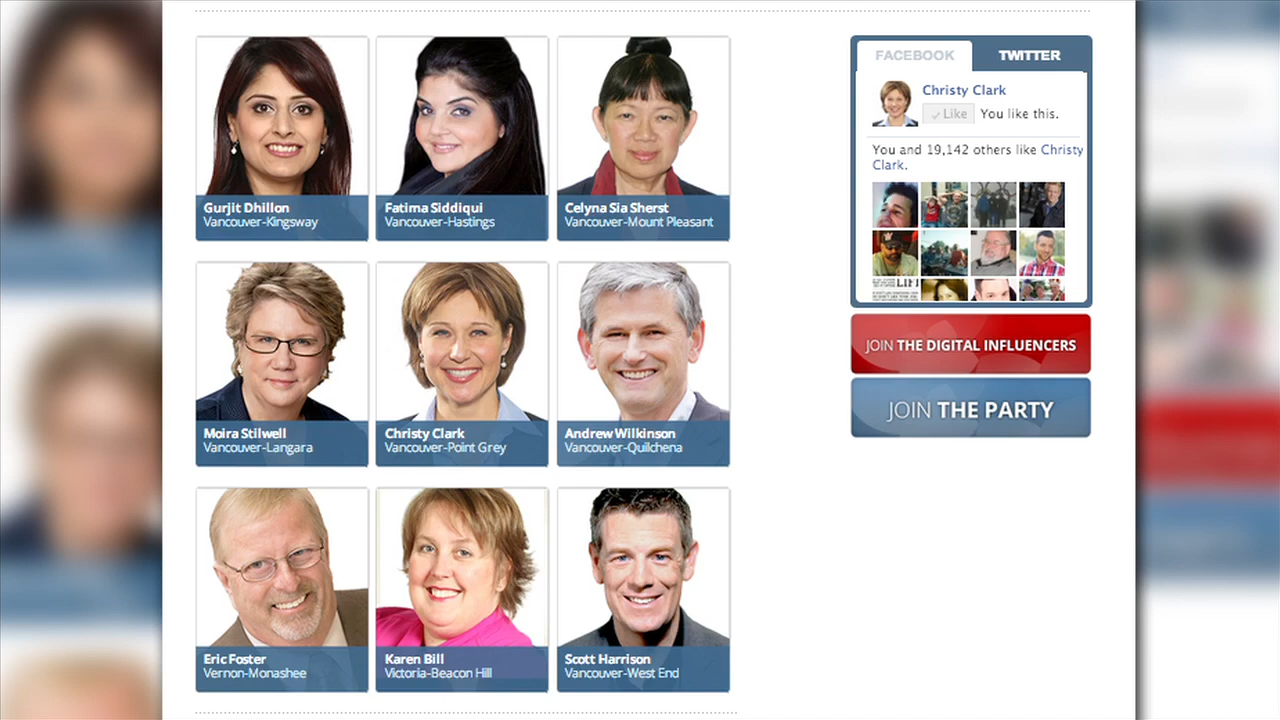 Gurjit Dhillon
Vancouver-Kingsway
Fatima Siddiqui
Vancouver-Hastings
Celyna Sia Sherst
Vancouver-Mount Pleasant
Moira Stilwell
Vancouver-Langara
Christy Clark
Vancouver-Point Grey
Andrew Wilkinson
Vancouver-Quilchena
Eric Foster
Vernon-Monashee
Karen Bill
Victoria-Beacon Hill
Scott Harrison
Vancouver-West End
FACEBOOK
TWITTER
Christy Clark
Like
You like this.
You and 19,142 others like Christy
Clark.
JOIN THE DIGITAL INFLUENCERS
JOIN THE PARTY